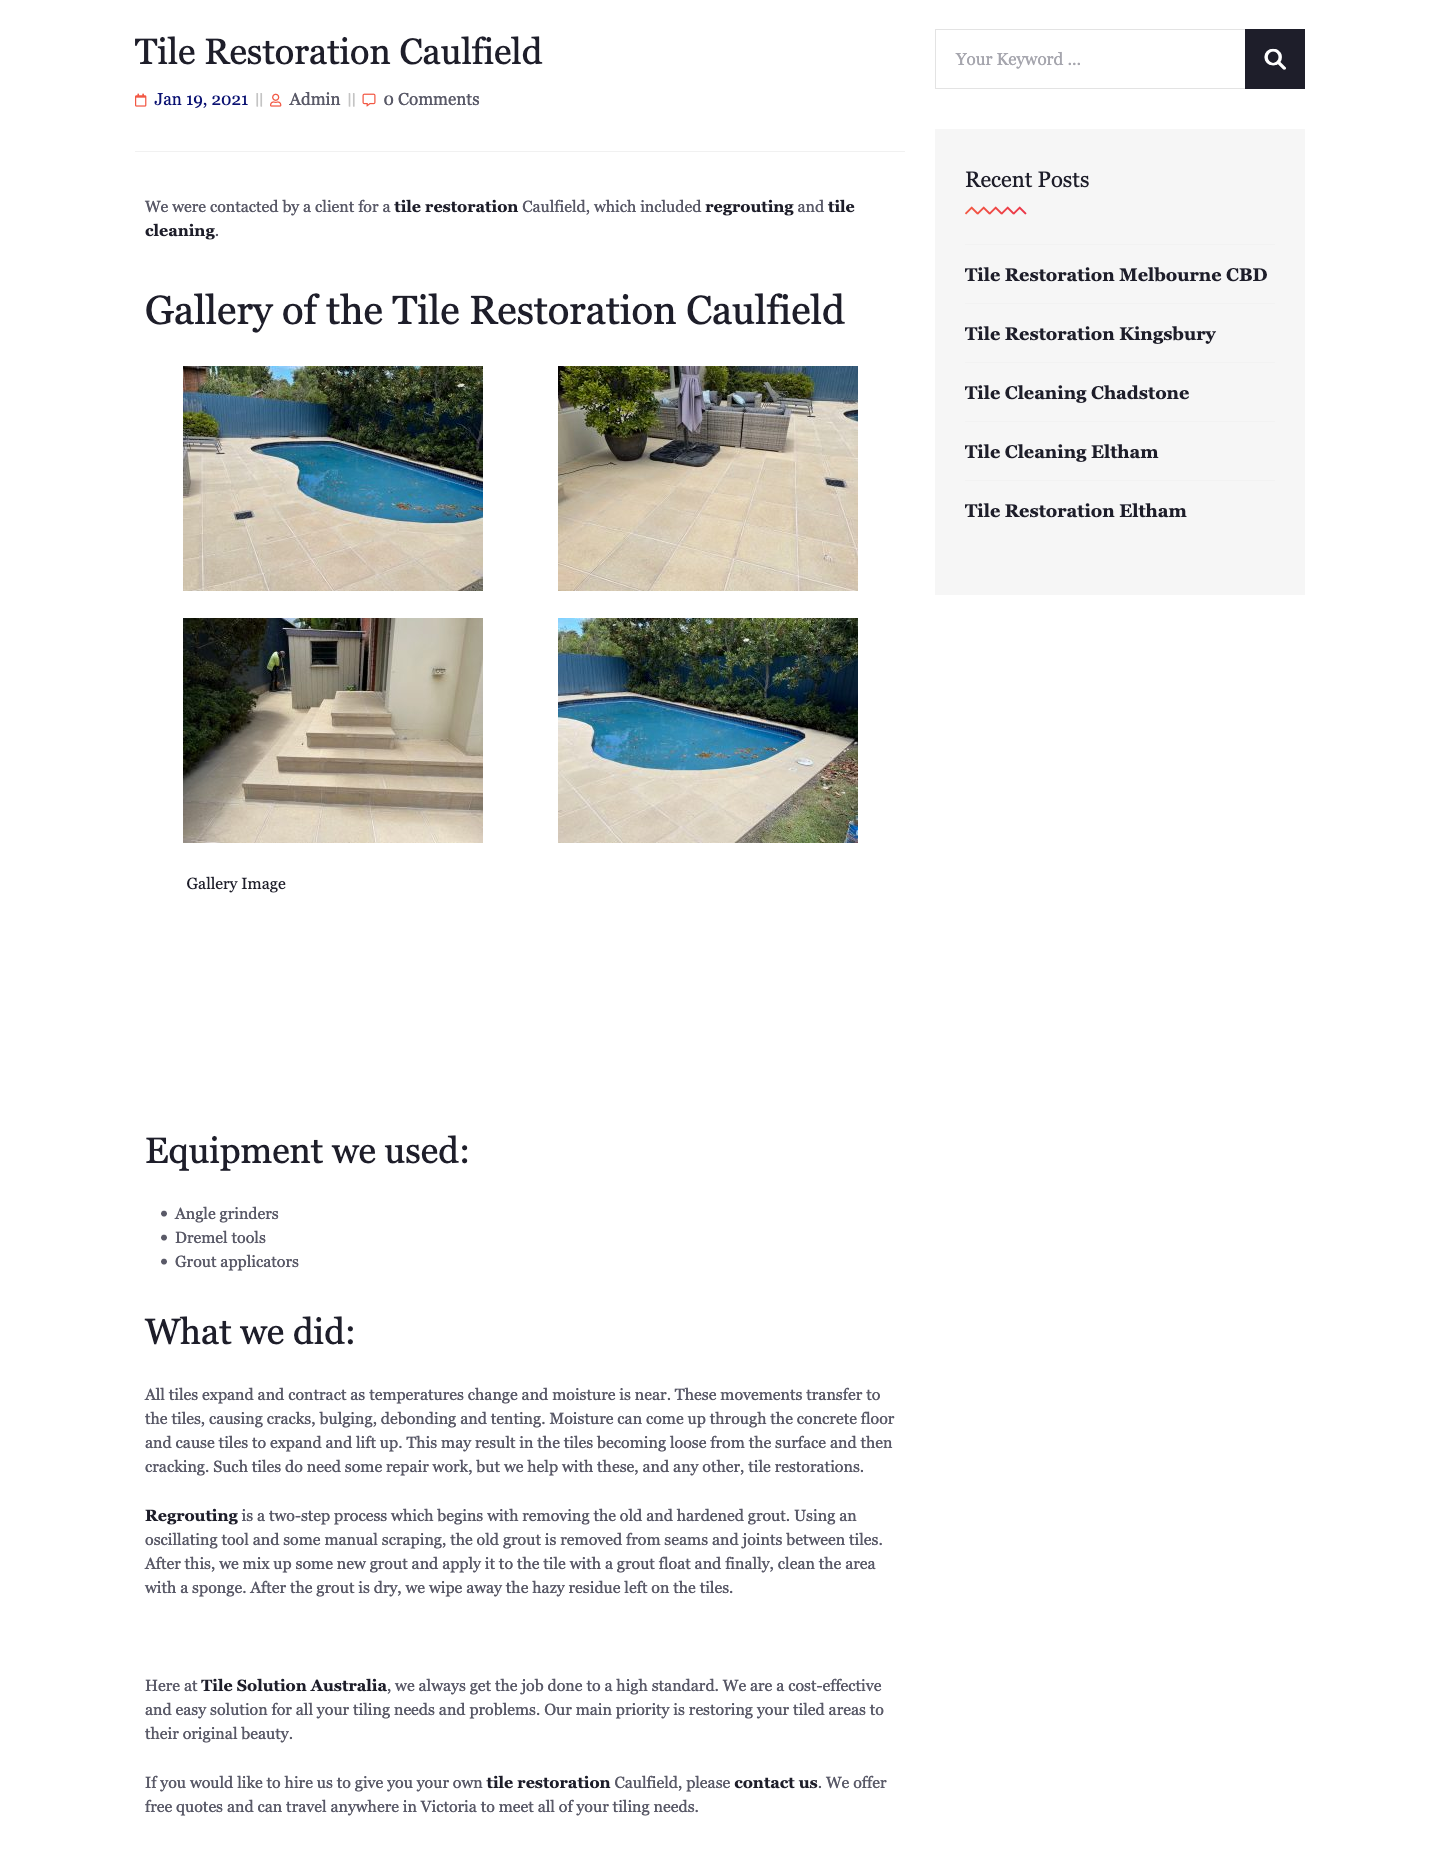 Tile Restoration Caulfield
Jan 19, 2021 || Admin || 0 Comments
We were contacted by a client for a tile restoration Caulfield, which included regrouting and tile
cleaning.
Gallery of the Tile Restoration Caulfield
Gallery Image
Equipment we used:
• Angle grinders
• Dremel tools
• Grout applicators
What we did:
All tiles expand and contract as temperatures change and moisture is near. These movements transfer to
the tiles, causing cracks, bulging, debonding and tenting. Moisture can come up through the concrete floor
and cause tiles to expand and lift up. This may result in the tiles becoming loose from the surface and then
cracking. Such tiles do need some repair work, but we help with these, and any other, tile restorations.
Regrouting is a two-step process which begins with removing the old and hardened grout. Using an
oscillating tool and some manual scraping, the old grout is removed from seams and joints between tiles.
After this, we mix up some new grout and apply it to the tile with a grout float and finally, clean the area
with a sponge. After the grout is dry, we wipe away the hazy residue left on the tiles.
Here at Tile Solution Australia, we always get the job done to a high standard. We are a cost-effective
and easy solution for all your tiling needs and problems. Our main priority is restoring your tiled areas to
their original beauty.
If you would like to hire us to give you your own tile restoration Caulfield, please contact us. We offer
free quotes and can travel anywhere in Victoria to meet all of your tiling needs.
Your Keyword ...
Recent Posts
Tile Restoration Melbourne CBD
Tile Restoration Kingsbury
Tile Cleaning Chadstone
Tile Cleaning Eltham
Tile Restoration Eltham